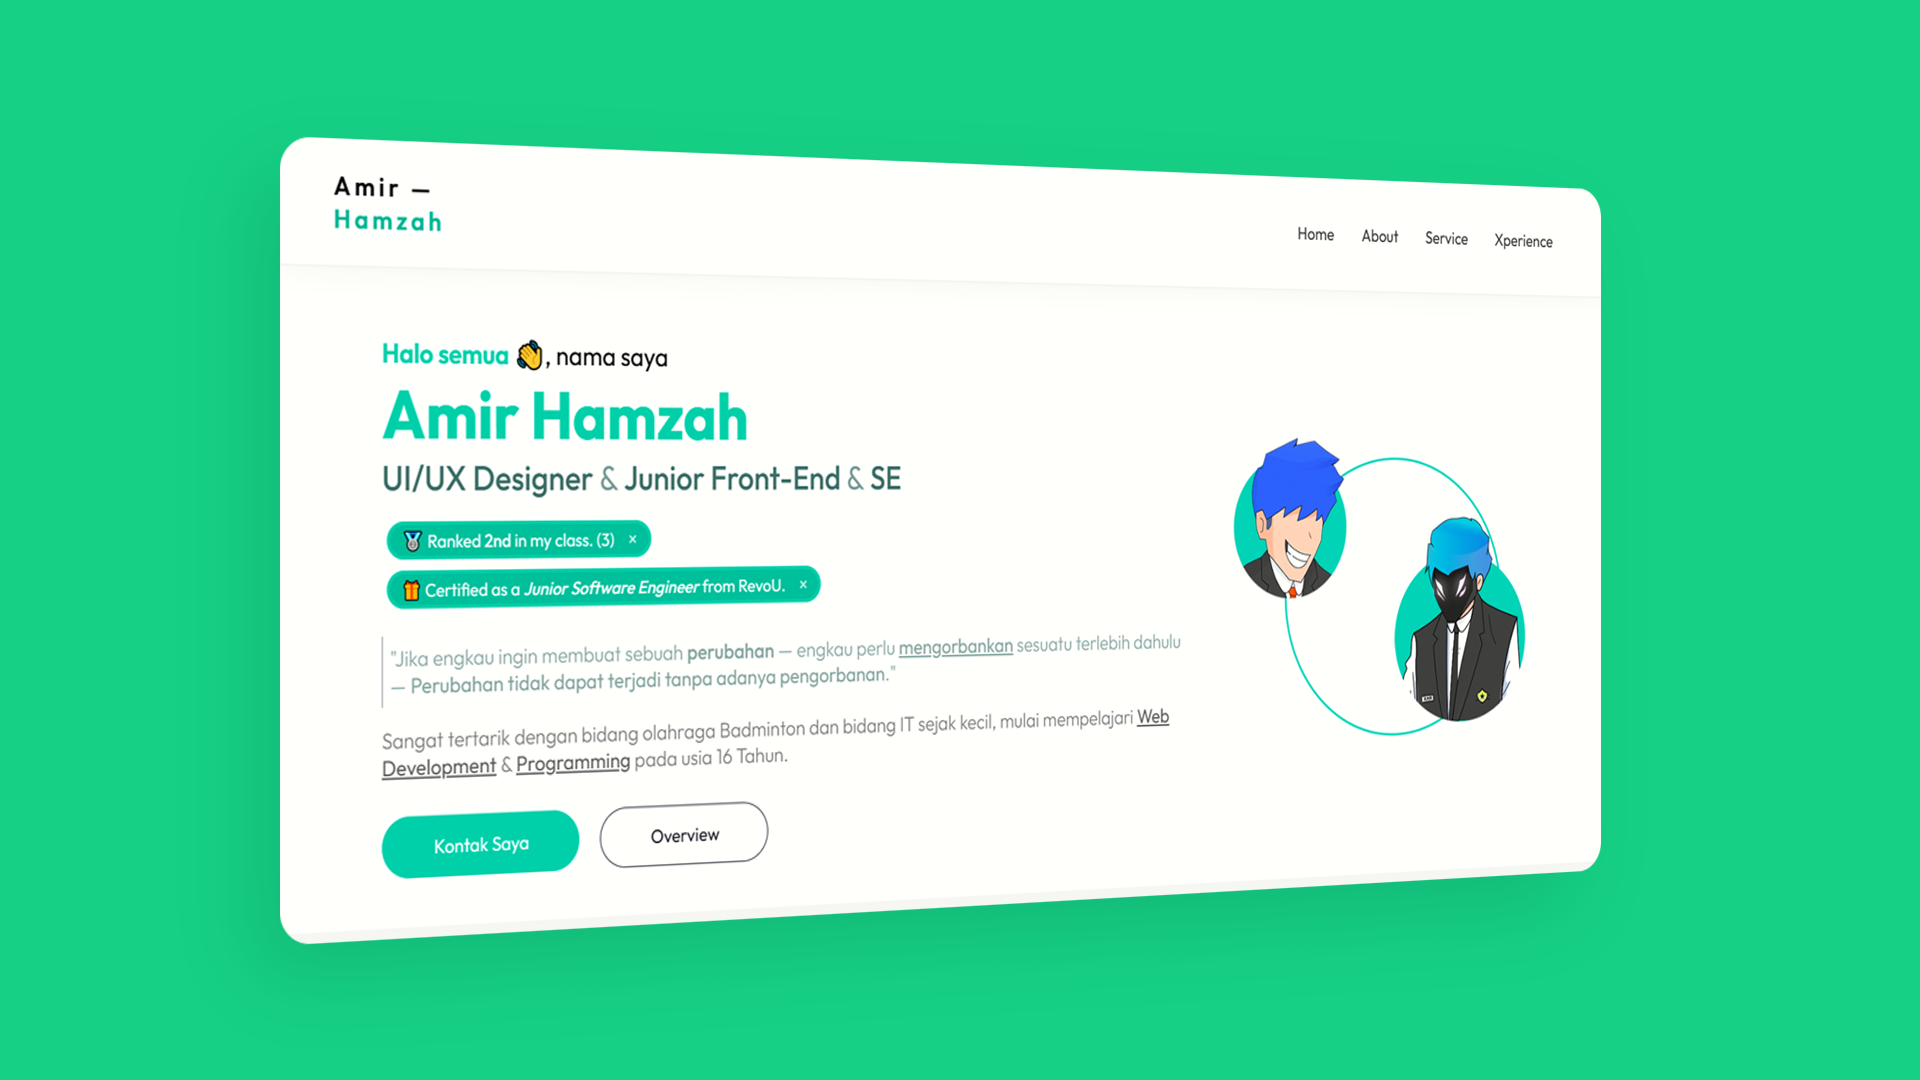 Amir —
Hamzah
Home About Service Xperience
Halo semua 👋, nama saya
Amir Hamzah
UI/UX Designer & Junior Front-End & SE
🥈 Ranked 2nd in my class. (3) ×
🎁 Certified as a Junior Software Engineer from RevoU. ×
"Jika engkau ingin membuat sebuah perubahan — engkau perlu mengorbankan sesuatu terlebih dahulu
— Perubahan tidak dapat terjadi tanpa adanya pengorbanan."
Sangat tertarik dengan bidang olahraga Badminton dan bidang IT sejak kecil, mulai mempelajari Web
Development & Programming pada usia 16 Tahun.
Kontak Saya Overview